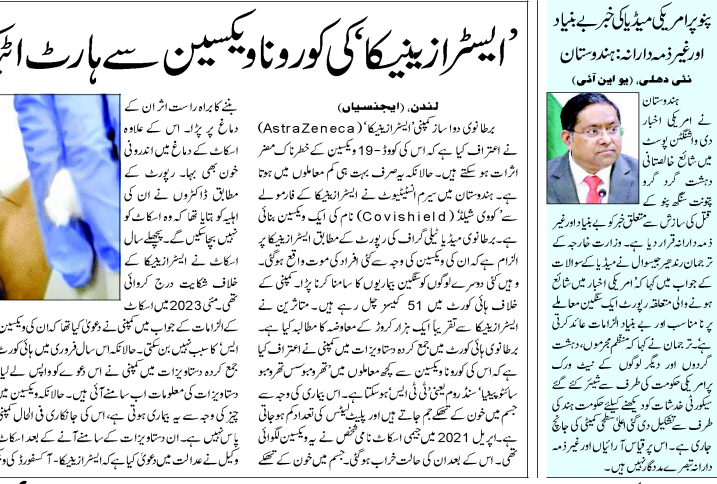 پنو پر امریکی میڈیا کی خبر بے بنیاد
اور غیر ذمہ دارانہ: ہندوستان
نئی دھلی (یو این آئی)
ہندوستان
نے امریکی اخبار
دی واشنگٹن پوسٹ
میں شائع خالصتانی
دہشت گرد گرو
پتونت سنگھ پنو کے
قتل کی سازش سے متعلق خبر کو بے بنیاد اور غیر
ذمہ دارانہ قرار دیا ہے۔ وزارت خارجہ کے
ترجمان رندھیر جیسوال نے میڈیا کے سوالات
کے جواب میں کہا کہ ’امریکی اخبار میں شائع
ہونے والی متعلقہ رپورٹ ایک سنگین معاملے
پر نامناسب اور بے بنیاد الزامات عائد کرتی
ہے‘۔ ترجمان نے کہا کہ منظم مجرموں، دہشت
گردوں اور دیگر لوگوں کے نیٹ ورک
پر امریکی حکومت کی طرف سے شیئر کئے گئے
سیکورٹی خدشات کو دیکھنے کیلئے حکومت ہند کی
طرف سے تشکیل دی گئی اعلیٰ سطحی کمیٹی کی جانچ
جاری ہے۔ اس پر قیاس آرائیاں اور غیر ذمہ
دارانہ تبصرے مددگار نہیں ہیں۔
’ایسٹرازینیکا‘ کی کورونا ویکسین سے ہارٹ اٹیک
لندن، (ایجنسیاں)
برطانوی دوا ساز کمپنی ’ایسٹرازینیکا‘ (AstraZeneca)
نے اعتراف کیا ہے کہ اس کی کووڈ-19 ویکسین کے خطرناک مضر
اثرات ہو سکتے ہیں۔ حالانکہ یہ صرف بہت ہی کم معاملوں میں ہوتا
ہے۔ ہندوستان میں سیرم انسٹیٹیوٹ نے ایسٹرازینیکا کے فارمولے
سے ’کووی شیلڈ‘ (Covishield) نام کی ایک ویکسین بنائی
ہے۔ برطانوی میڈیا ٹیلی گراف کی رپورٹ کے مطابق ایسٹرازینیکا پر
الزام ہے کہ ان کی ویکسین کی وجہ سے کئی افراد کی موت واقع ہو گئی۔
وہیں کئی دوسرے لوگوں کو سنگین بیماریوں کا سامنا کرنا پڑا۔ کمپنی کے
خلاف ہائی کورٹ میں 51 کیسز چل رہے ہیں۔ متاثرین نے
ایسٹرازینیکا سے تقریباً ایک ہزار کروڑ کے معاوضہ کا مطالبہ کیا ہے۔
برطانوی ہائی کورٹ میں جمع کردہ دستاویزات میں کمپنی نے اعتراف کیا
ہے کہ اس کی کورونا ویکسین سے کچھ معاملوں میں ’تھرومبوسس تھرومبو
سائٹوپینیا‘ سنڈروم یعنی ’ٹی ٹی ایس‘ ہو سکتا ہے۔ اس بیماری کی وجہ سے
جسم میں خون کے تھکے جم جاتے ہیں اور پلیٹ لیٹس کی تعداد کم ہو جاتی
ہے۔ اپریل 2021 میں جیمی اسکاٹ نامی شخص نے یہ ویکسین لگوائی
تھی۔ اس کے بعد ان کی حالت خراب ہو گئی۔ جسم میں خون کے تھکے
بننے کا براہ راست اثر ان کے
دماغ پر پڑا۔ اس کے علاوہ
اسکاٹ کے دماغ میں اندرونی
خون بھی بہا۔ رپورٹ کے
مطابق ڈاکٹروں نے ان کی
اہلیہ کو بتایا تھا کہ وہ اسکاٹ کو
نہیں بچا سکیں گے۔ پچھلے سال
اسکاٹ نے ایسٹرازینیکا کے
خلاف شکایت درج کروائی
تھی۔ مئی 2023 میں اسکاٹ
کے الزامات کے جواب میں کمپنی نے دعویٰ کیا تھا کہ ان کی ویکسین
ایس‘ کا سبب نہیں بن سکتی۔ حالانکہ اس سال فروری میں ہائی کورٹ
جمع کردہ دستاویزات میں کمپنی نے اس دعوے کو واپس لے لیا
دستاویزات کی معلومات اب سامنے آئی ہیں۔ حالانکہ ویکسین میں
چیز کی وجہ سے یہ بیماری ہوتی ہے، اس کی جانکاری فی الحال کمپنی
پاس نہیں ہے۔ ان دستاویزات کے سامنے آنے کے بعد اسکاٹ
وکیل نے عدالت میں دعویٰ کیا ہے کہ ایسٹرازینیکا-آکسفورڈ کی